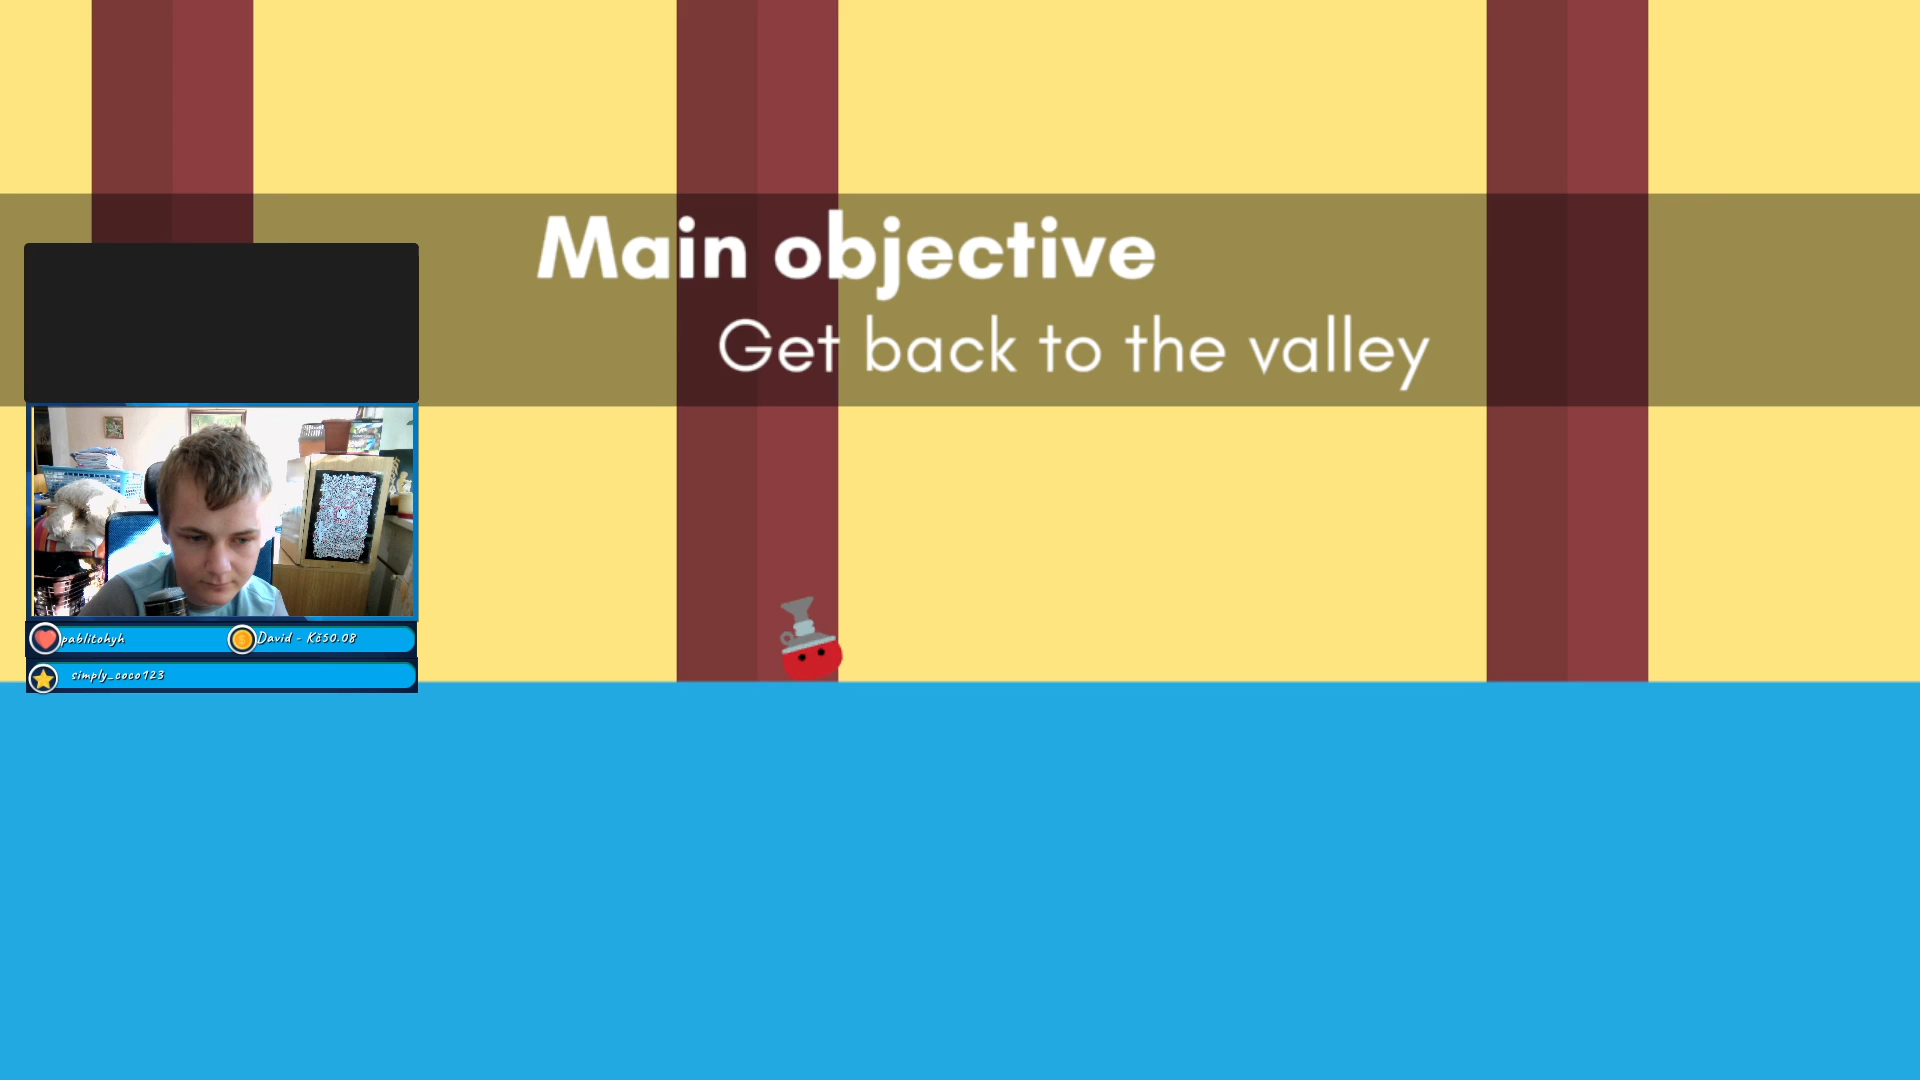 Main objective
Get back to the valley
pablitohyh
David - Kč50.08
simply_coco123